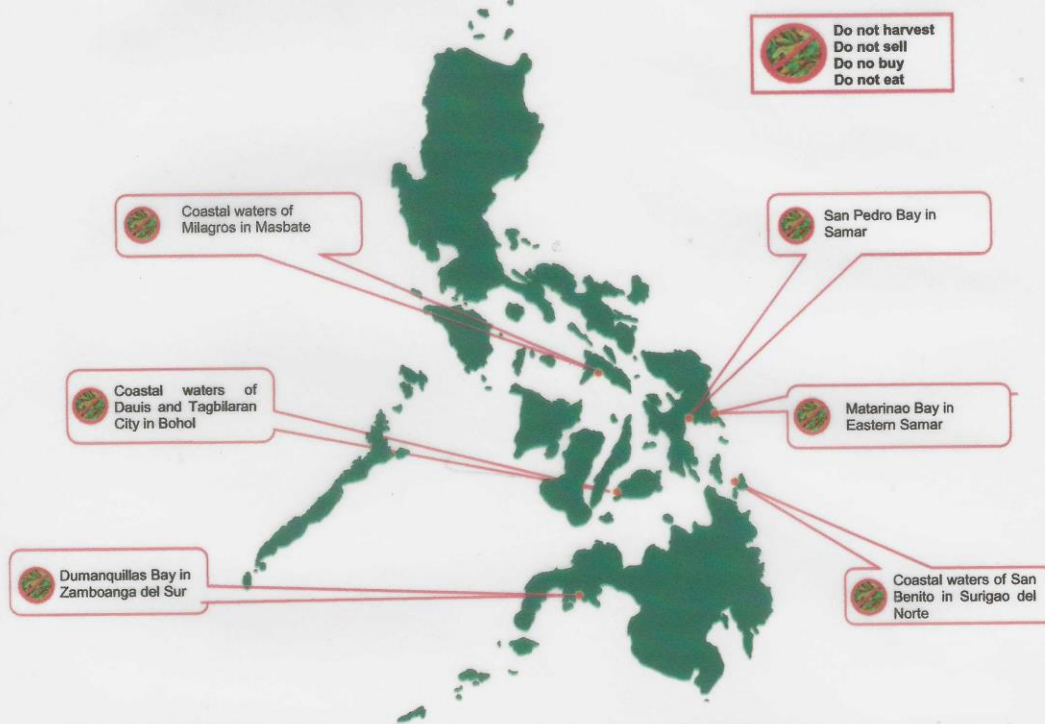 Do not harvest
Do not sell
Do no buy
Do not eat
Coastal waters of
Milagros in Masbate
San Pedro Bay in
Samar
Coastal waters of
Dauis and Tagbilaran
City in Bohol
Matarinao Bay in
Eastern Samar
Dumanquillas Bay in
Zamboanga del Sur
Coastal waters of San
Benito in Surigao del
Norte